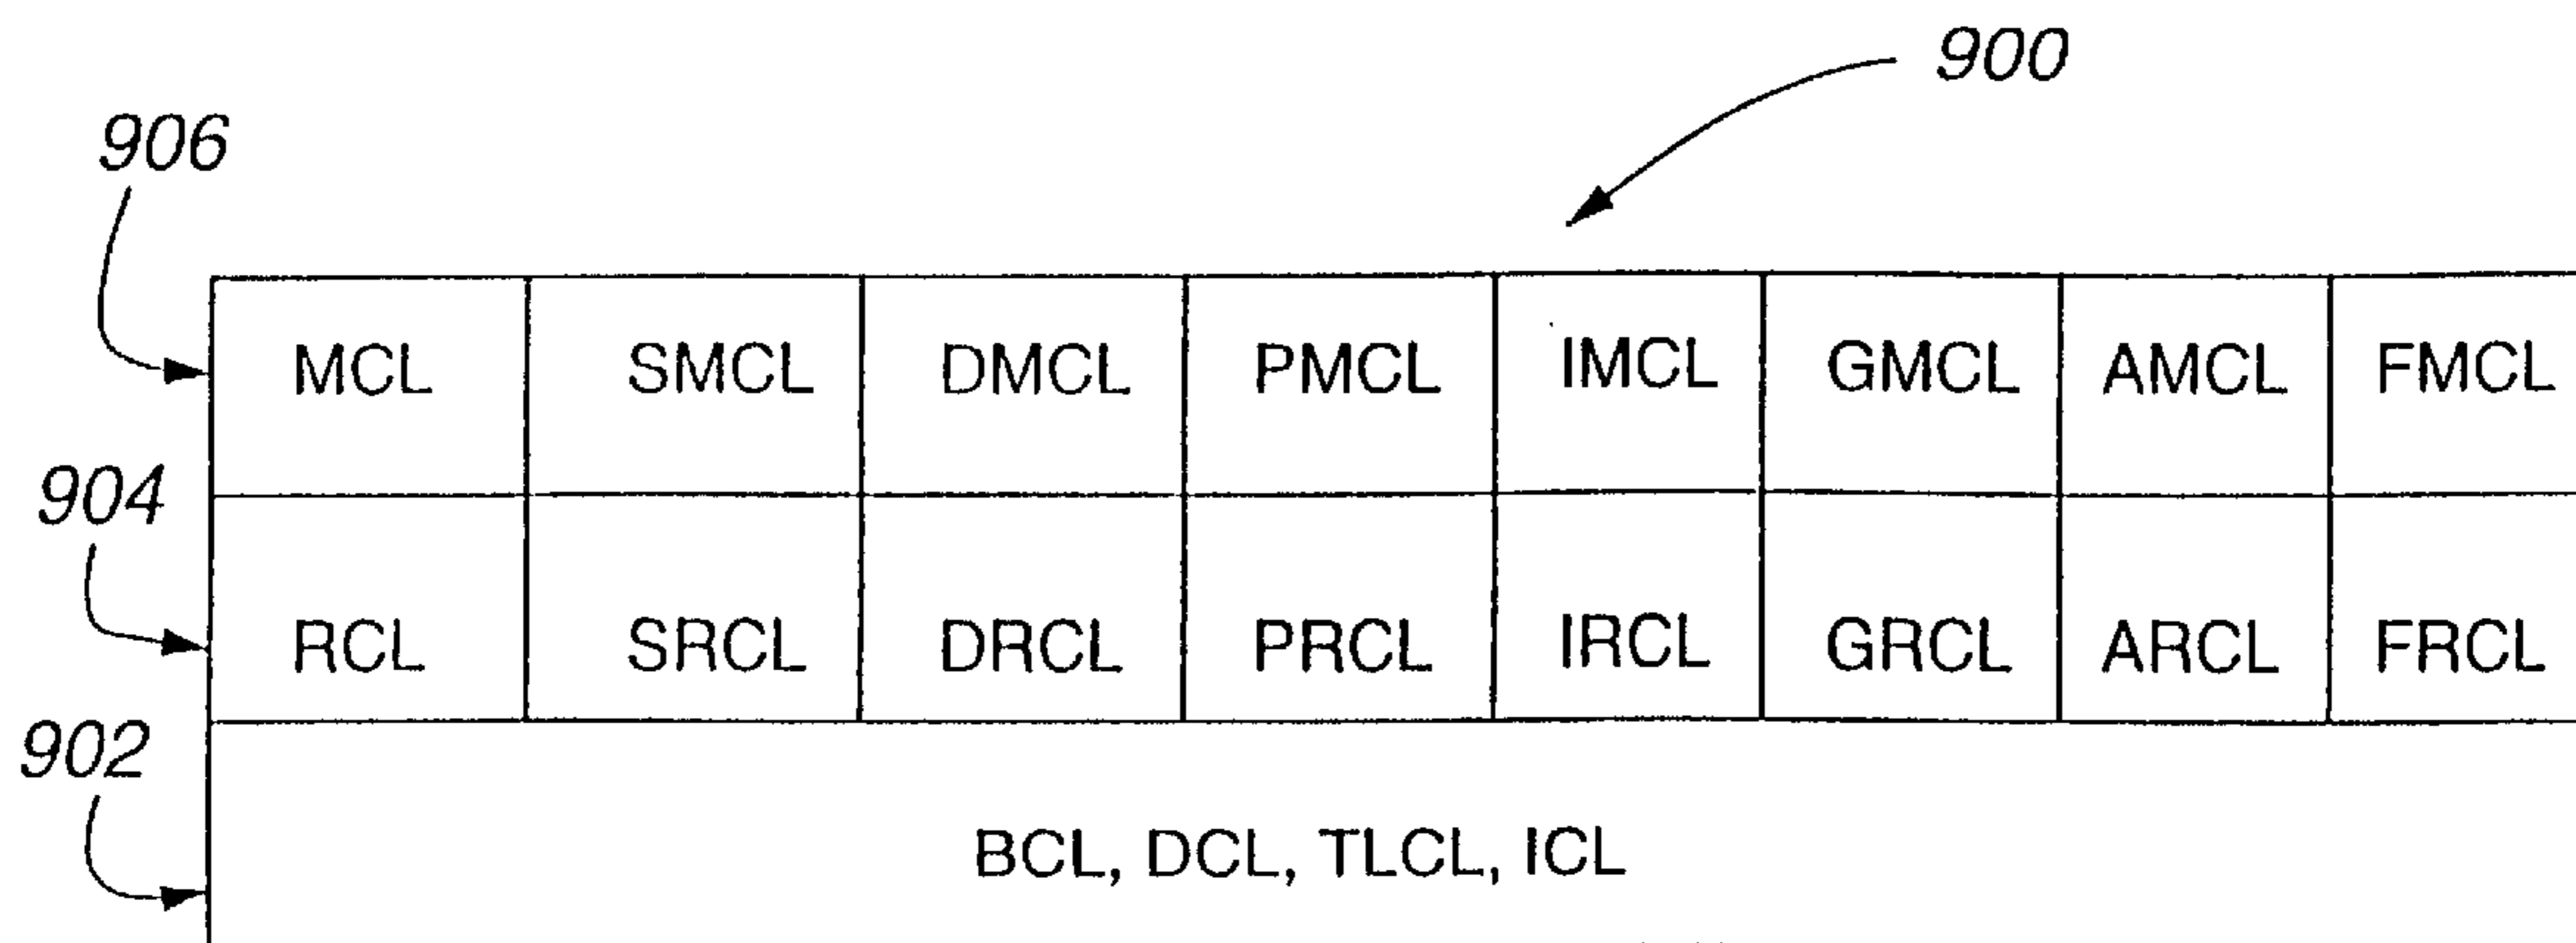 900
906
MCL SMCL DMCL PMCL IMCL GMCL AMCL FMCL
904
RCL SRCL DRCL PRCL IRCL GRCL ARCL FRCL
902
BCL, DCL, TLCL, ICL